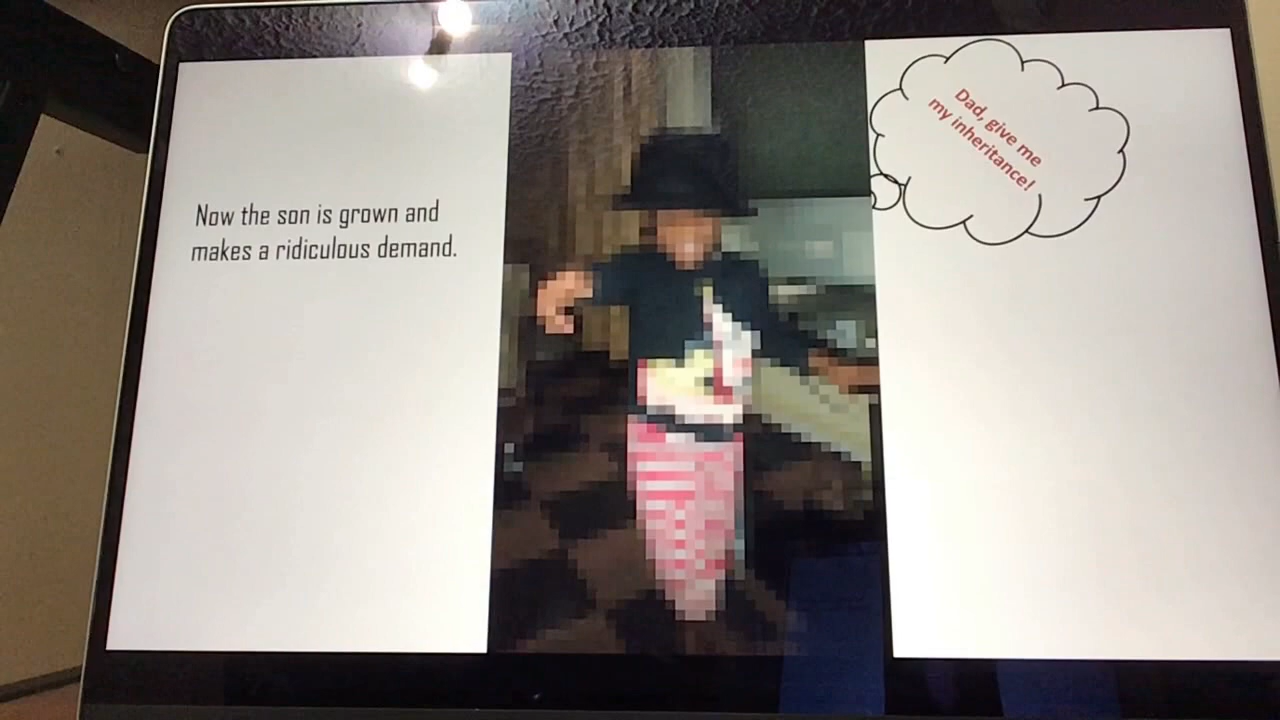 Now the son is grown and
makes a ridiculous demand.
Dad, give me
my inheritance!